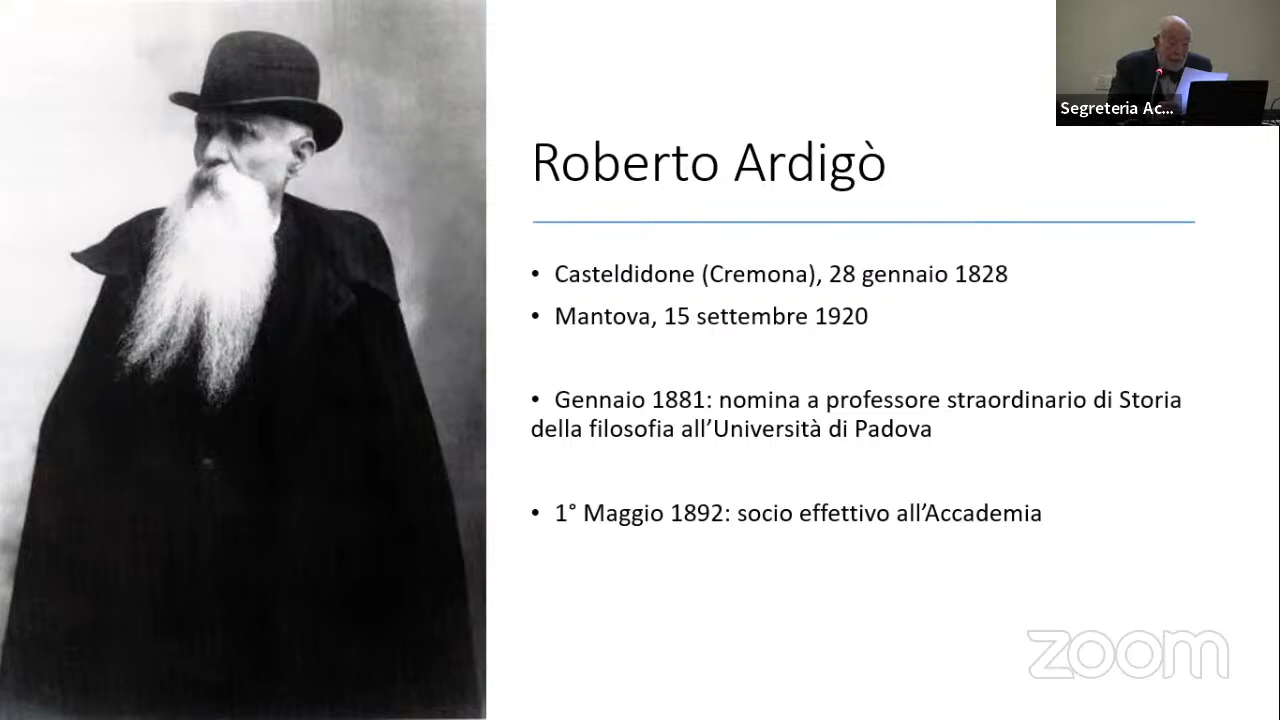 Segreteria Ac...
Roberto Ardigò
• Casteldidone (Cremona), 28 gennaio 1828
• Mantova, 15 settembre 1920
• Gennaio 1881: nomina a professore straordinario di Storia
della filosofia all’Università di Padova
• 1° Maggio 1892: socio effettivo all’Accademia
zoom